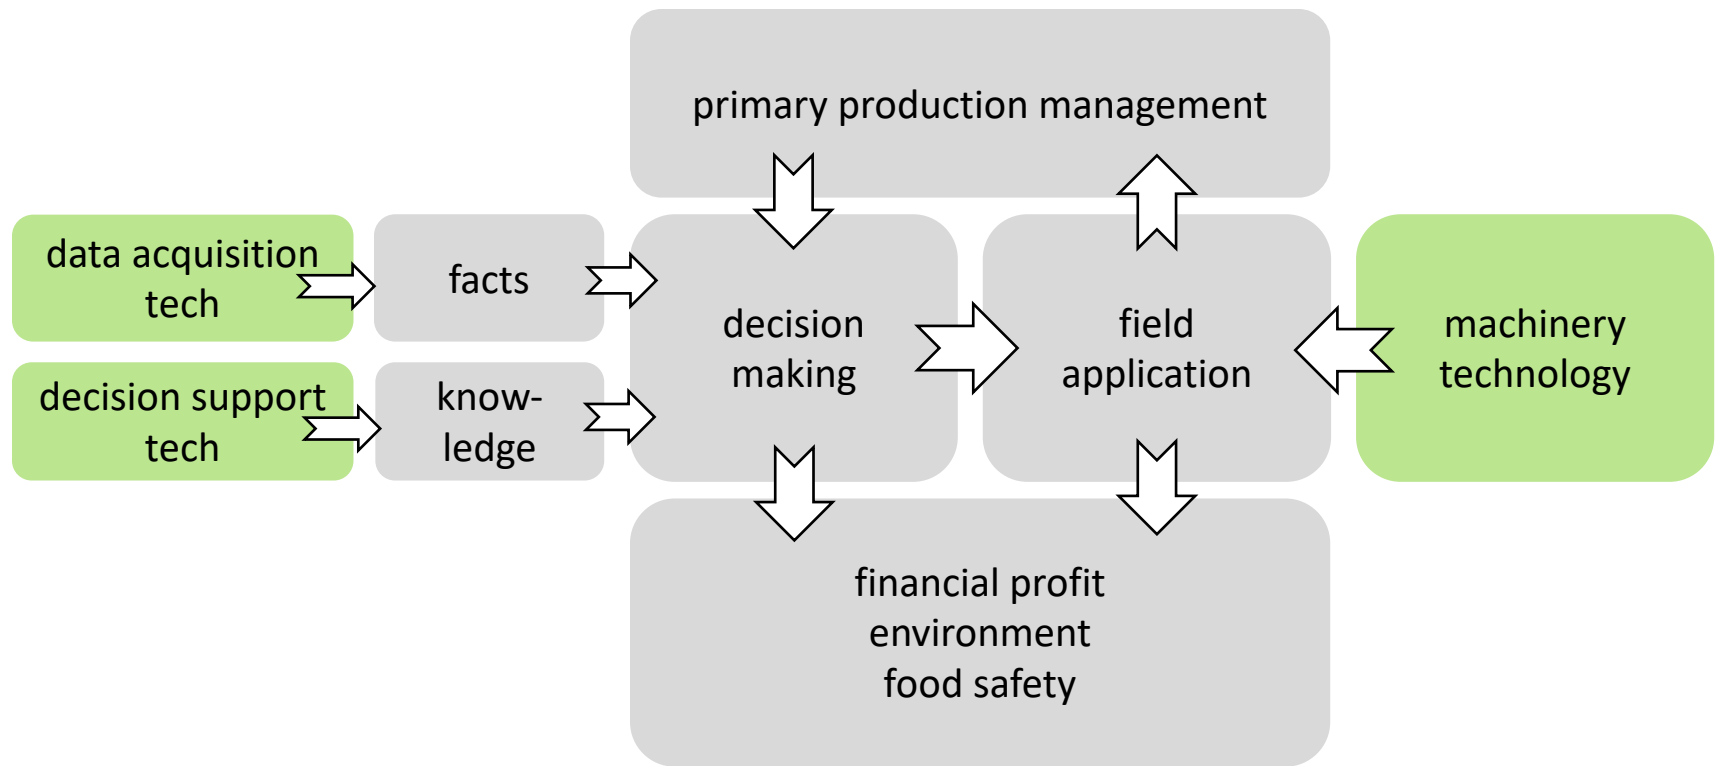 primary production management
data acquisition
tech
facts
decision support
tech
know-
ledge
decision
making
field
application
machinery
technology
financial profit
environment
food safety